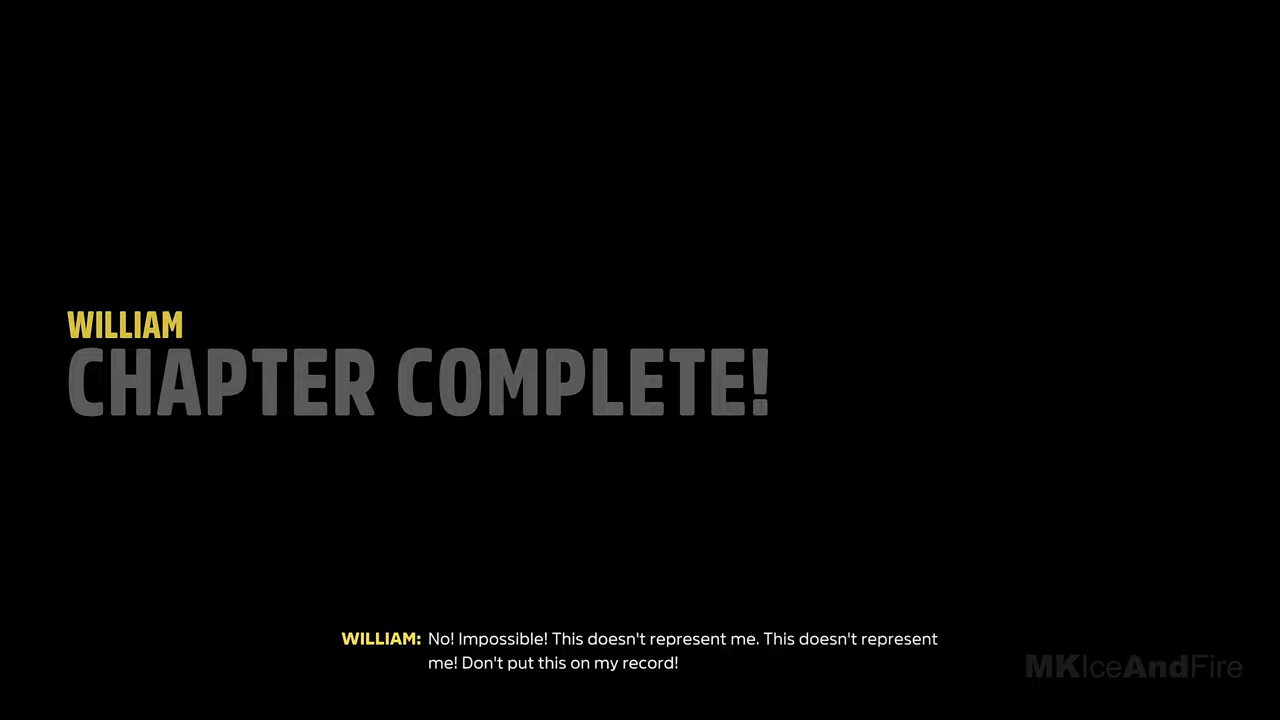 WILLIAM
CHAPTER COMPLETE!
WILLIAM: No! Impossible! This doesn't represent me. This doesn't represent
me! Don't put this on my record!
MKIceAndFire